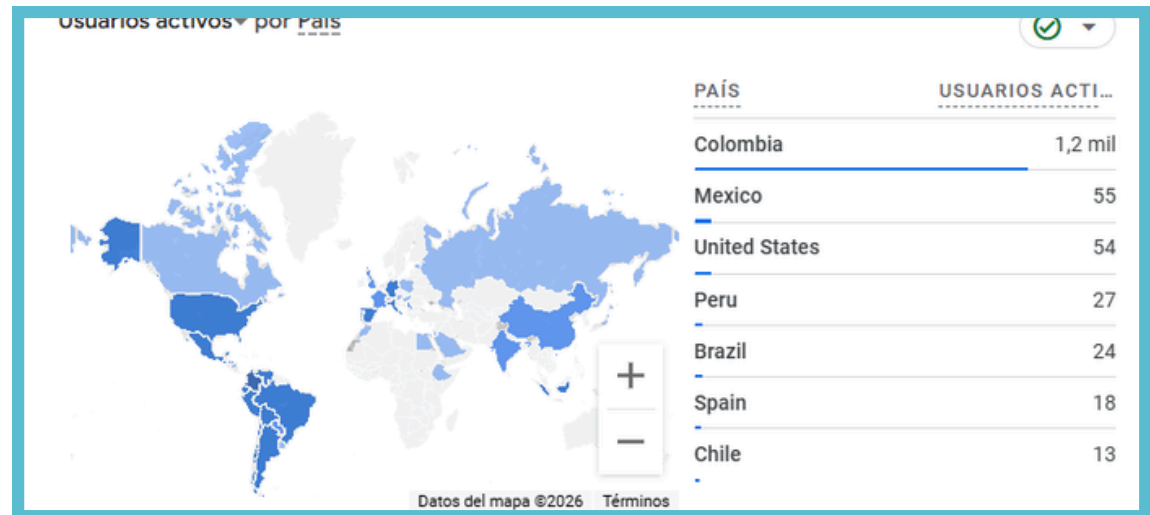 Usuarios activos por País
PAÍS USUARIOS ACTI...
Colombia 1,2 mil
Mexico 55
United States 54
Peru 27
Brazil 24
Spain 18
Chile 13
+
−
Datos del mapa ©2026 Términos